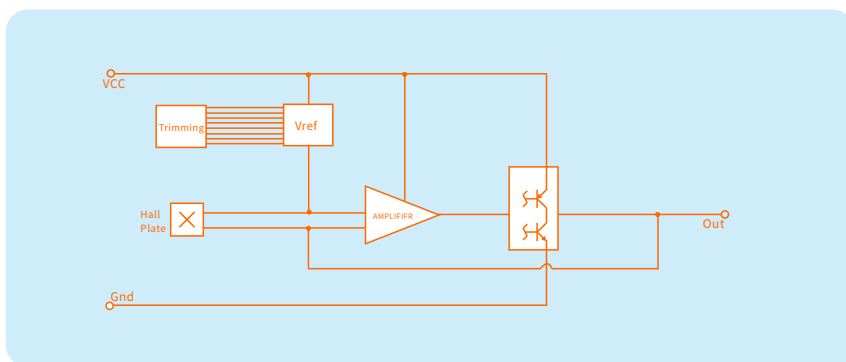 VCC
Trimming
Vref
Hall
Plate
AMPLIFIFR
Out
Gnd